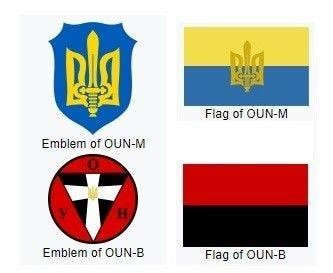 Emblem of OUN-M
Flag of OUN-M
О
У
Н
Emblem of OUN-B
Flag of OUN-B